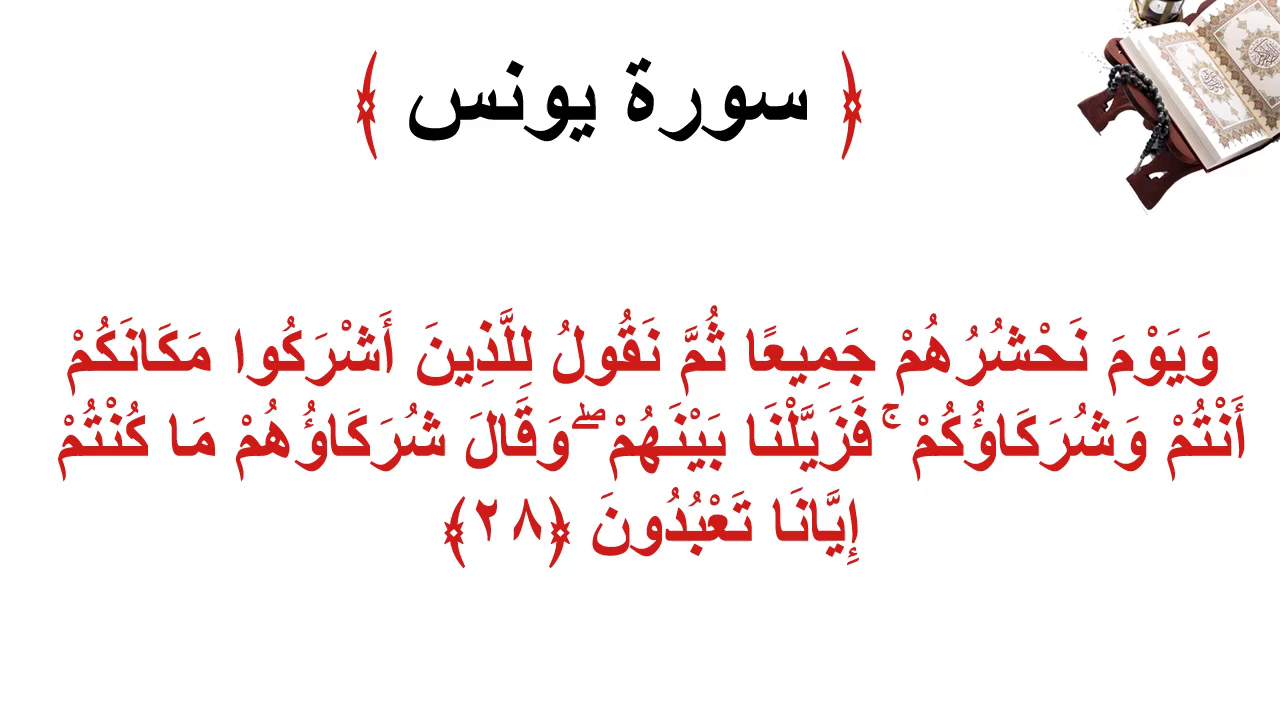 ﴿ سورة يونس ﴾
وَيَوْمَ نَحْشُرُهُمْ جَمِيعًا ثُمَّ نَقُولُ لِلَّذِينَ أَشْرَكُوا مَكَانَكُمْ
أَنْتُمْ وَشُرَكَاؤُكُمْ ۚ فَزَيَّلْنَا بَيْنَهُمْ ۖ وَقَالَ شُرَكَاؤُهُمْ مَا كُنْتُمْ
إِيَّانَا تَعْبُدُونَ ﴿٢٨﴾